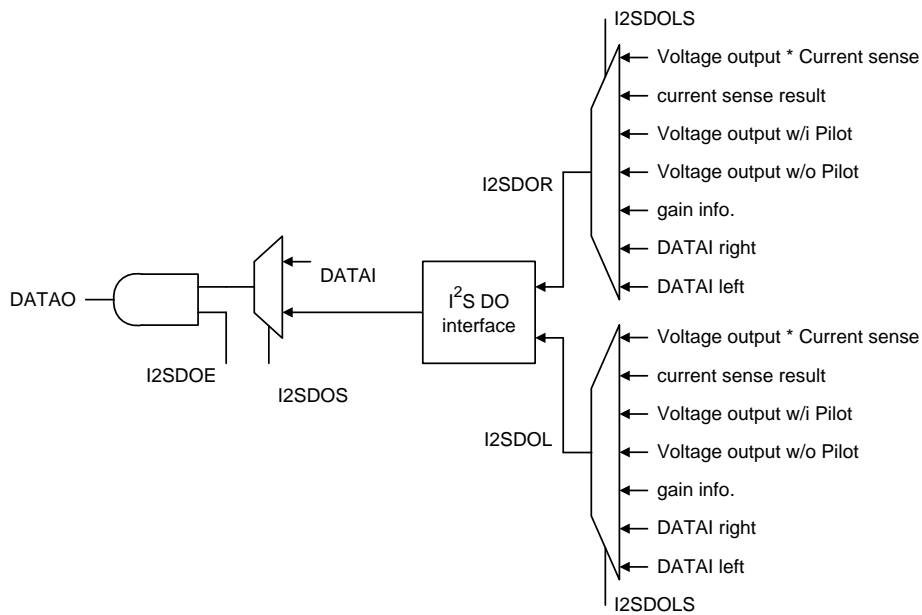 I2SDOLS
Voltage output * Current sense
current sense result
Voltage output w/i Pilot
Voltage output w/o Pilot
gain info.
DATAI right
DATAI left
I2SDOR
DATAI
DATAO
I2SDOE
I2SDOS
I²S DO
interface
I2SDOL
Voltage output * Current sense
current sense result
Voltage output w/i Pilot
Voltage output w/o Pilot
gain info.
DATAI right
DATAI left
I2SDOLS